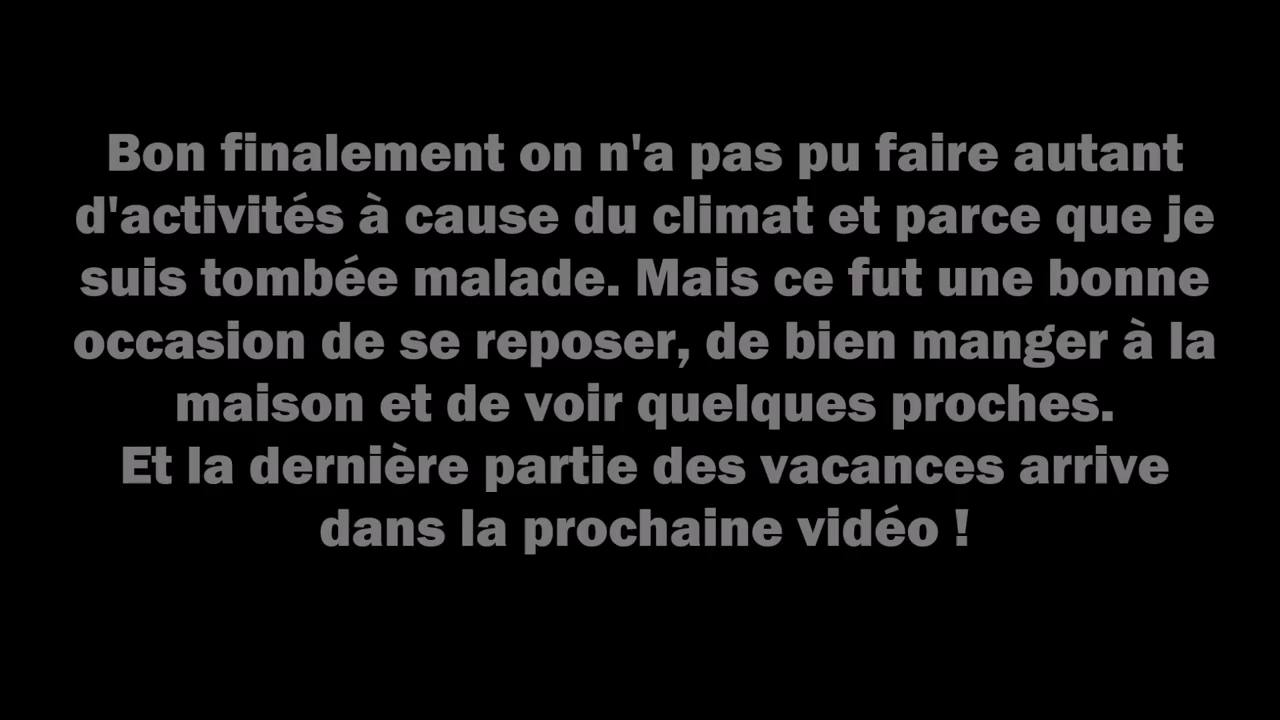 Bon finalement on n'a pas pu faire autant
d'activités à cause du climat et parce que je
suis tombée malade. Mais ce fut une bonne
occasion de se reposer, de bien manger à la
maison et de voir quelques proches.
Et la dernière partie des vacances arrive
dans la prochaine vidéo !